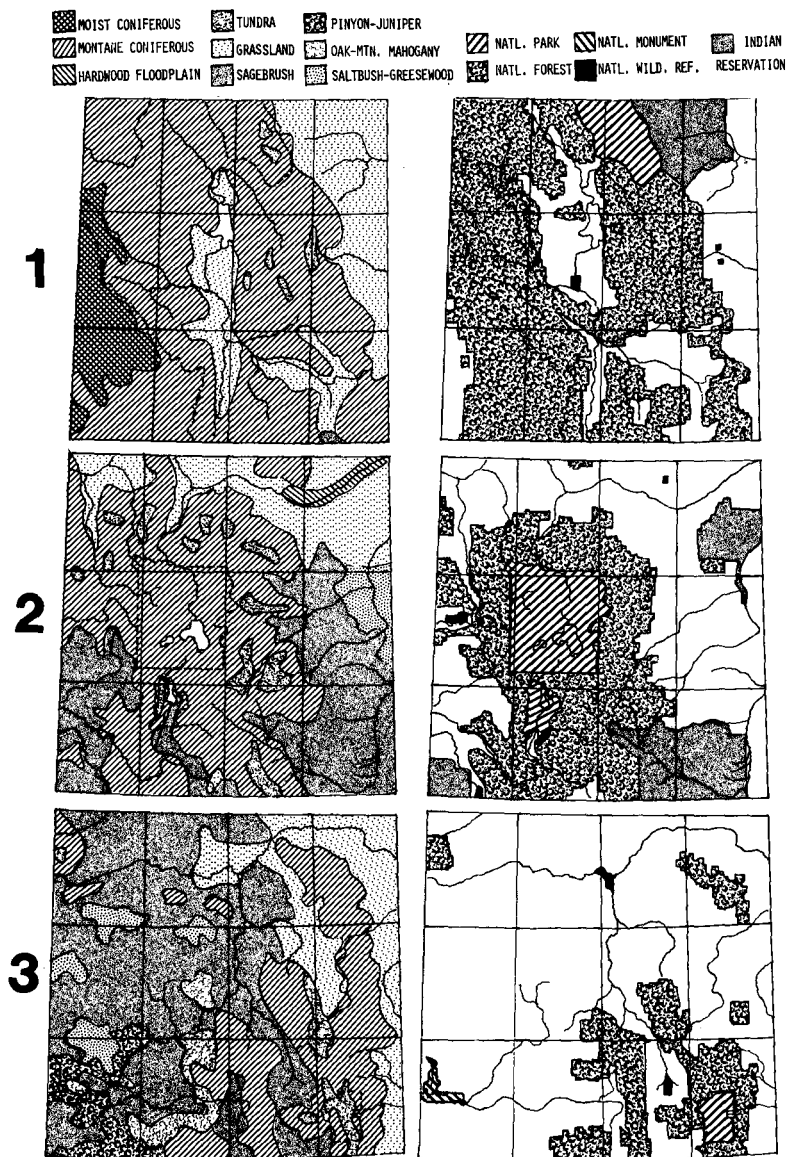 MOIST CONIFEROUS TUNDRA PINYON-JUNIPER
MONTANE CONIFEROUS GRASSLAND OAK-MTN. MAHOGANY NATL. PARK NATL. MONUMENT INDIAN
HARDWOOD FLOODPLAIN SAGEBRUSH SALTBUSH-GREESEWOOD NATL. FOREST NATL. WILD. REF. RESERVATION
1
2
3